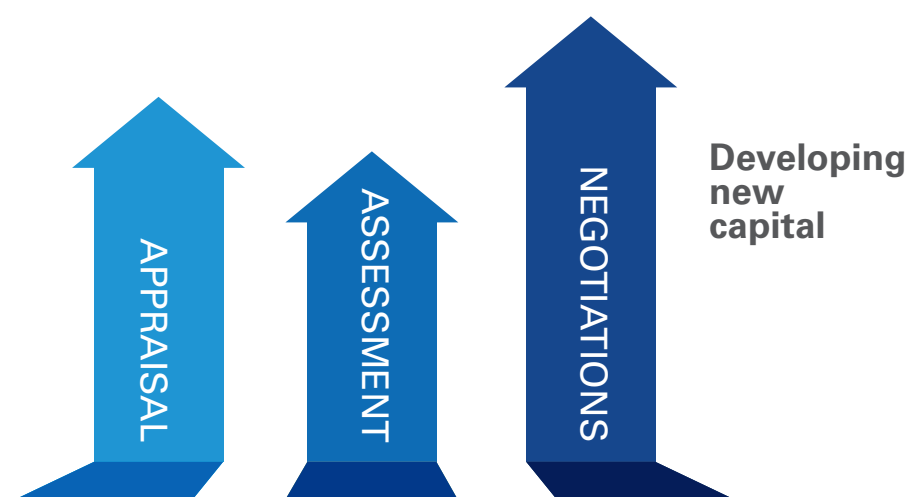 APPRAISAL
ASSESSMENT
NEGOTIATIONS
Developing
new
capital